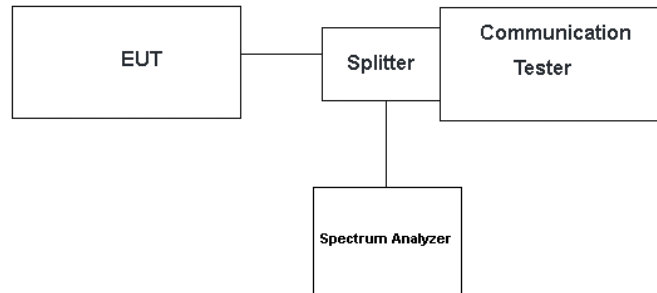 EUT
Splitter
Communication
Tester
Spectrum Analyzer